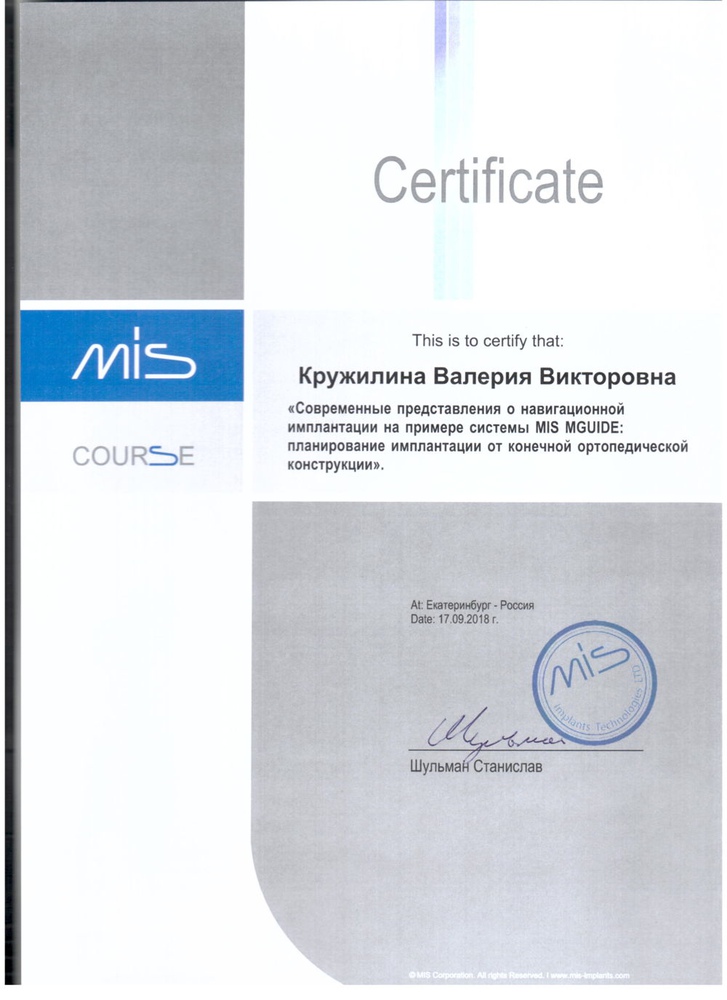 Certificate
mis
COURSE
This is to certify that:
Кружилина Валерия Викторовна
«Современные представления о навигационной
имплантации на примере системы MIS MGUIDE:
планирование имплантации от конечной ортопедической
конструкции».
At: Екатеринбург - Россия
Date: 17.09.2018 г.
mis
Implants Technologies LTD
Шульман
Шульман Станислав
© MIS Corporation. All rights Reserved. | www.mis-implants.com